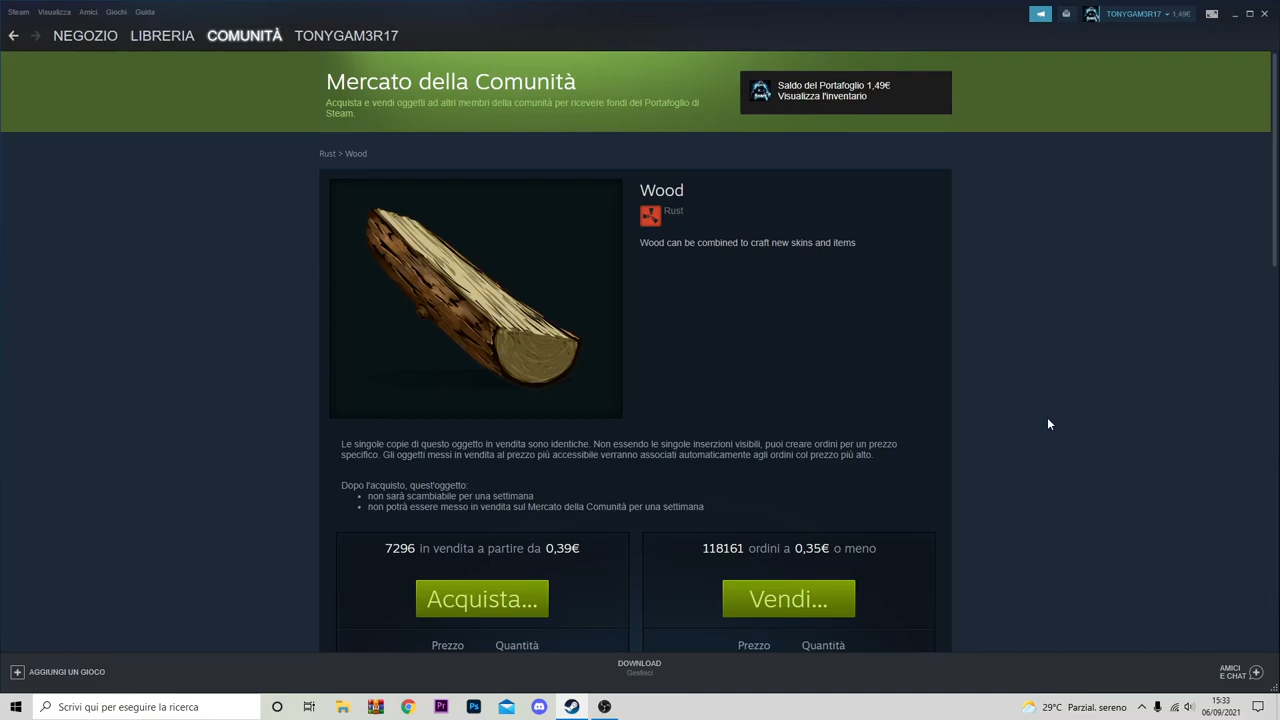 Steam Visualizza Amici Giochi Guida
TONYGAM3R17 1,49€
NEGOZIO LIBRERIA COMUNITÀ TONYGAM3R17
Mercato della Comunità
Acquista e vendi oggetti ad altri membri della comunità per ricevere fondi del Portafoglio di
Steam.
Saldo del Portafoglio 1,49€
Visualizza l'inventario
Rust > Wood
Wood
Rust
Wood can be combined to craft new skins and items
Le singole copie di questo oggetto in vendita sono identiche. Non essendo le singole inserzioni visibili, puoi creare ordini per un prezzo
specifico. Gli oggetti messi in vendita al prezzo più accessibile verranno associati automaticamente agli ordini col prezzo più alto.
Dopo l'acquisto, quest'oggetto:
• non sarà scambiabile per una settimana
• non potrà essere messo in vendita sul Mercato della Comunità per una settimana
7296 in vendita a partire da 0,39€
Acquista...
Prezzo Quantità
118161 ordini a 0,35€ o meno
Vendi...
Prezzo Quantità
AGGIUNGI UN GIOCO
DOWNLOAD
Gestisci
AMICI
E CHAT
Scrivi qui per eseguire la ricerca
Pr
Ps
29°C Parzial. sereno
15:33
06/09/2021